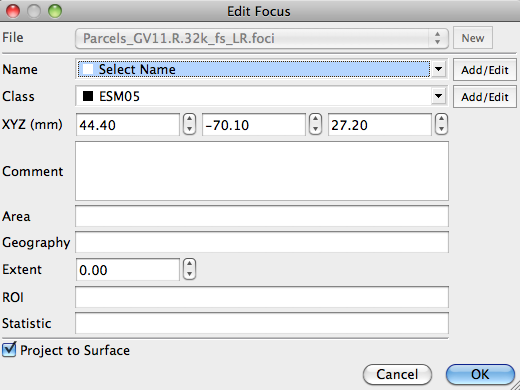 Edit Focus
File Parcels_GV11.R.32k_fs_LR.foci New
Name Select Name Add/Edit
Class ESM05 Add/Edit
XYZ (mm) 44.40 -70.10 27.20
Comment
Area
Geography
Extent 0.00
ROI
Statistic
Project to Surface
Cancel OK